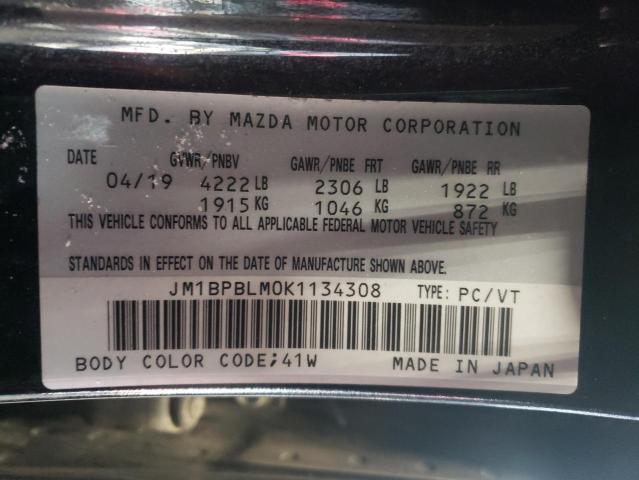 MFD. BY MAZDA MOTOR CORPORATION
DATE GVWR/PNBV GAWR/PNBE FRT GAWR/PNBE RR
04/19 4222 LB 2306 LB 1922 LB
1915 KG 1046 KG 872 KG
THIS VEHICLE CONFORMS TO ALL APPLICABLE FEDERAL MOTOR VEHICLE SAFETY
STANDARDS IN EFFECT ON THE DATE OF MANUFACTURE SHOWN ABOVE.
JM1BPBLM0K1134308 TYPE: PC/VT
BODY COLOR CODE;41W MADE IN JAPAN